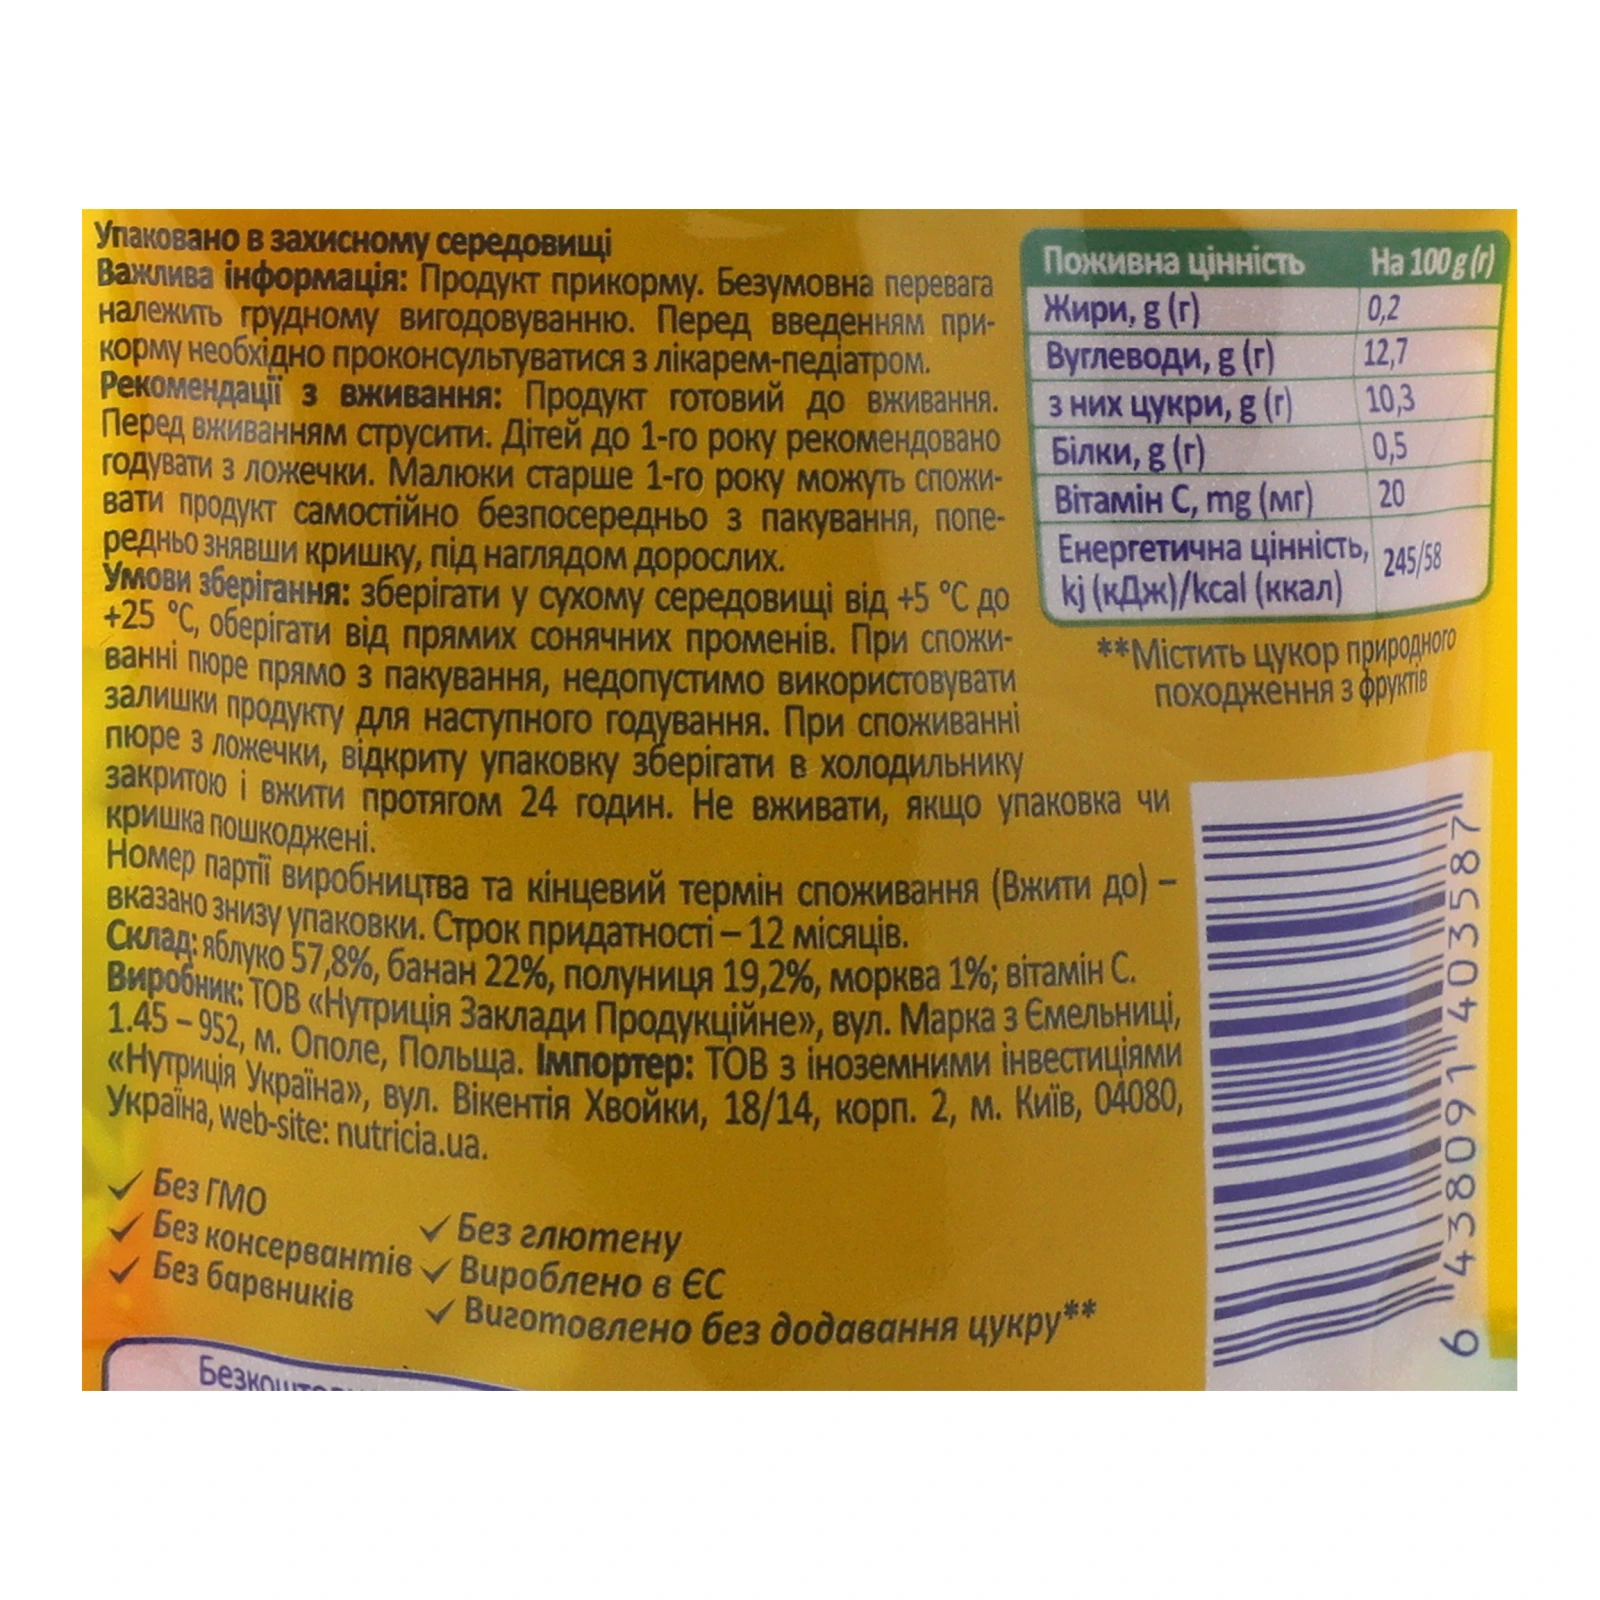 Упаковано в захисному середовищі
Важлива інформація: Продукт прикорму. Безумовна перевага
належить грудному вигодовуванню. Перед введенням при-
корму необхідно проконсультуватися з лікарем-педіатром.
Рекомендації з вживання: Продукт готовий до вживання.
Перед вживанням струсити. Дітей до 1-го року рекомендовано
годувати з ложечки. Малюки старше 1-го року можуть спожи-
вати продукт самостійно безпосередньо з пакування, попе-
редньо знявши кришку, під наглядом дорослих.
Умови зберігання: зберігати у сухому середовищі від +5 °C до
+25 °C, оберігати від прямих сонячних променів. При спожи-
ванні пюре прямо з пакування, недопустимо використовувати
залишки продукту для наступного годування. При споживанні
пюре з ложечки, відкриту упаковку зберігати в холодильнику
закритою і вжити протягом 24 годин. Не вживати, якщо упаковка чи
кришка пошкоджені.
Номер партії виробництва та кінцевий термін споживання (Вжити до) –
вказано знизу упаковки. Строк придатності – 12 місяців.
Склад: яблуко 57,8%, банан 22%, полуниця 19,2%, морква 1%; вітамін С.
Виробник: ТОВ «Нутриція Заклади Продукційне», вул. Марка з Ємельниці,
1.45 – 952, м. Ополе, Польща. Імпортер: ТОВ з іноземними інвестиціями
«Нутриція Україна», вул. Вікентія Хвойки, 18/14, корп. 2, м. Київ, 04080,
Україна, web-site: nutricia.ua.
Без ГМО
Без консервантів
Без барвників
Без глютену
Вироблено в ЄС
Виготовлено без додавання цукру**
Поживна цінність На 100 g (г)
Жири, g (г) 0,2
Вуглеводи, g (г) 12,7
з них цукри, g (г) 10,3
Білки, g (г) 0,5
Вітамін С, mg (мг) 20
Енергетична цінність,
kj (кДж)/kcal (ккал) 245/58
**Містить цукор природного
походження з фруктів
6 438091 403587